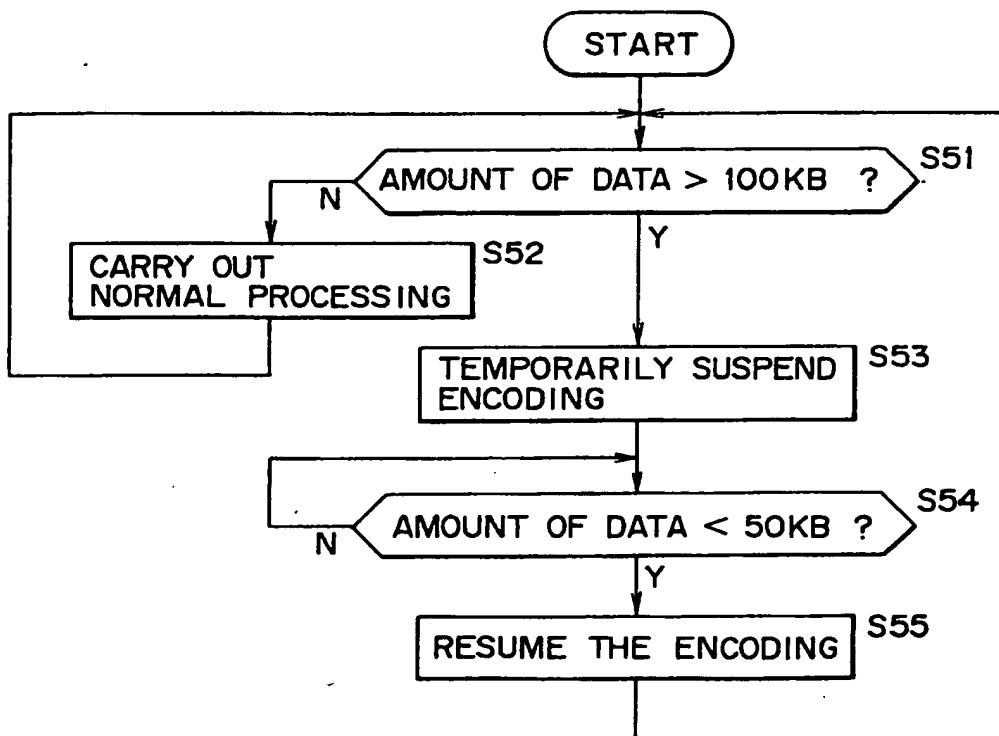 START
S51
AMOUNT OF DATA > 100KB ?
N
Y
S52
CARRY OUT
NORMAL PROCESSING
S53
TEMPORARILY SUSPEND
ENCODING
S54
AMOUNT OF DATA < 50KB ?
N
Y
S55
RESUME THE ENCODING